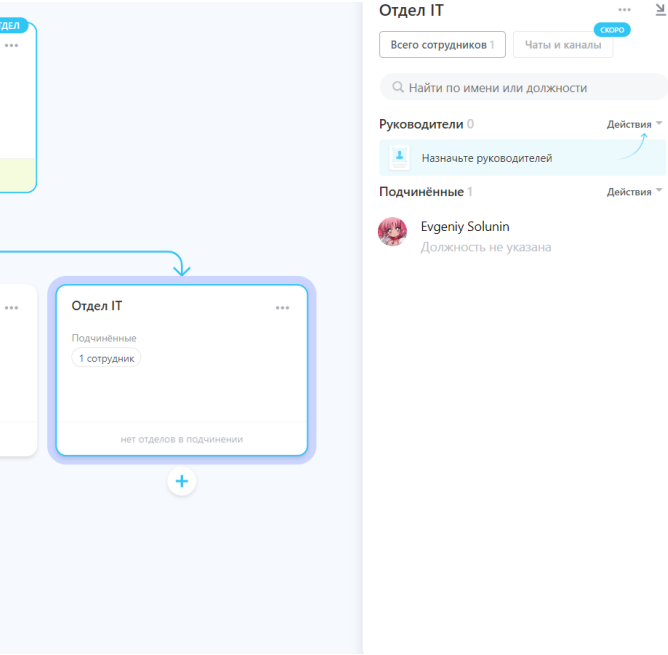 Отдел IT
Всего сотрудников 1
Чаты и каналы
СКОРО
Найти по имени или должности
Руководители 0
Действия
Назначьте руководителей
Подчинённые 1
Действия
Evgeniy Solunin
Должность не указана
Отдел IT
Подчинённые
1 сотрудник
нет отделов в подчинении